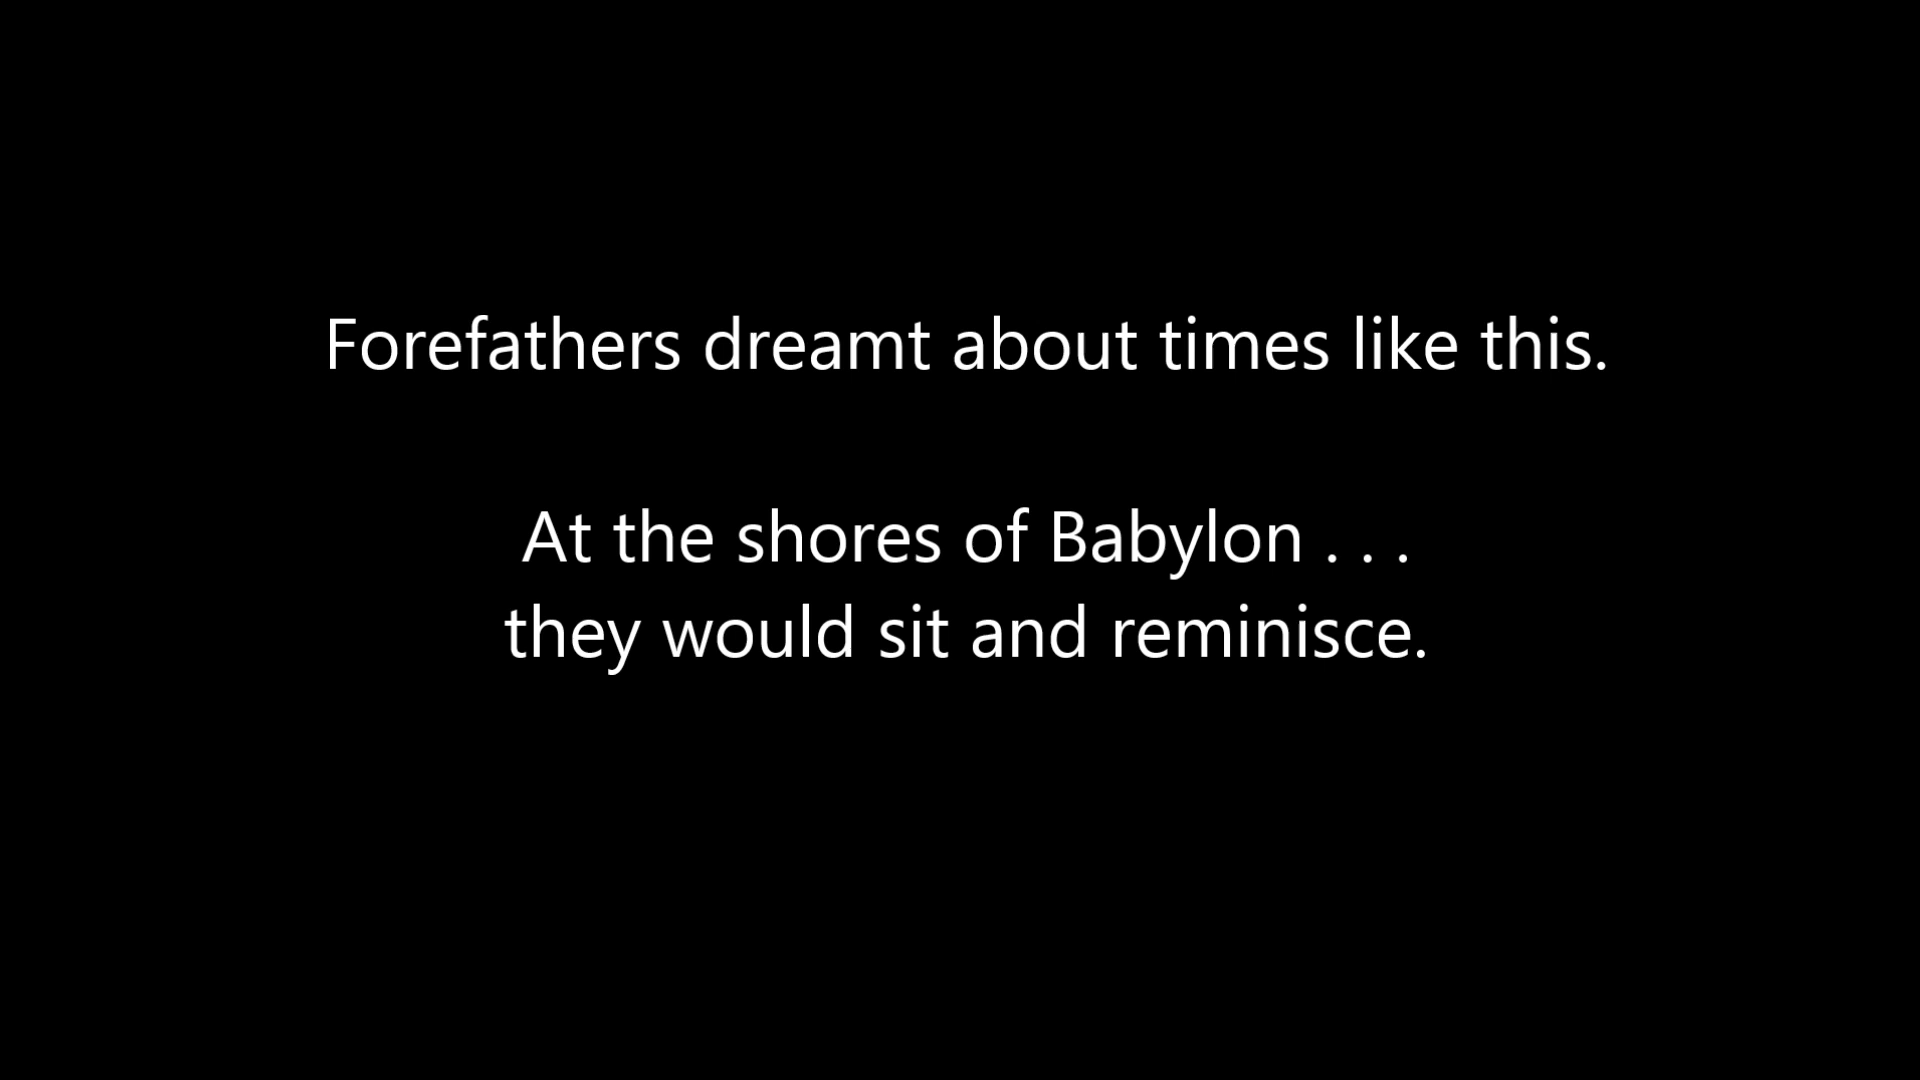 Forefathers dreamt about times like this.
At the shores of Babylon . . .
they would sit and reminisce.